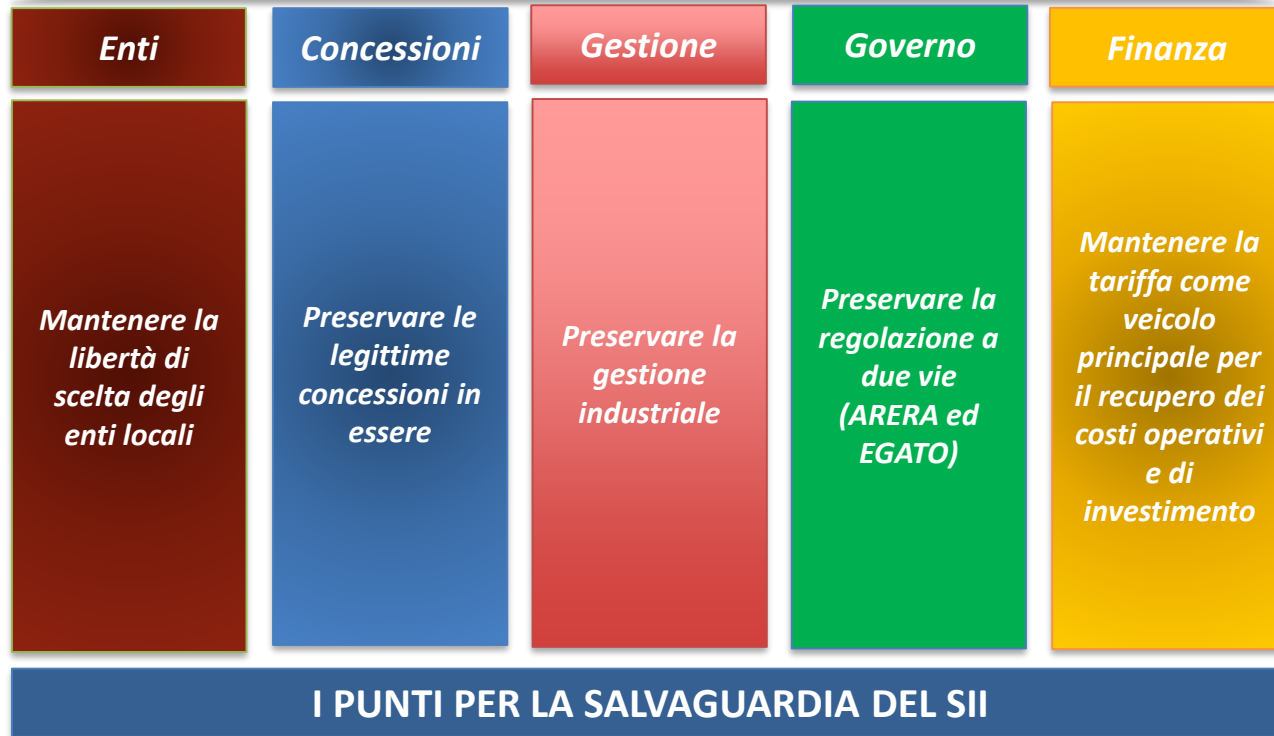 Enti
Concessioni
Gestione
Governo
Finanza
Mantenere la
libertà di
scelta degli
enti locali
Preservare le
legittime
concessioni in
essere
Preservare la
gestione
industriale
Preservare la
regolazione a
due vie
(ARERA ed
EGATO)
Mantenere la
tariffa come
veicolo
principale per
il recupero dei
costi operativi
e di
investimento
I PUNTI PER LA SALVAGUARDIA DEL SII